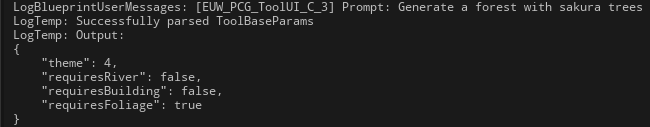 LogBlueprintUserMessages: [EUW_PCG_ToolUI_C_3] Prompt: Generate a forest with sakura trees
LogTemp: Successfully parsed ToolBaseParams
LogTemp: Output:
{
    "theme": 4,
    "requiresRiver": false,
    "requiresBuilding": false,
    "requiresFoliage": true
}